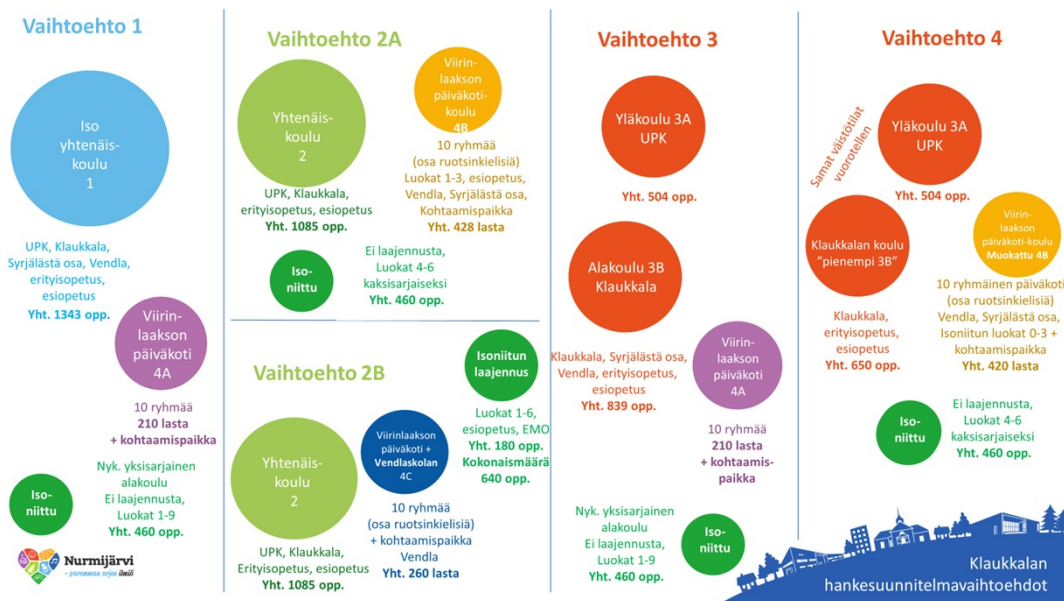 Vaihtoehto 1
Iso
yhtenäis-
koulu
1
UPK, Klaukkala,
Syrjälästä osa, Vendla,
erityisopetus,
esiopetus
Yht. 1343 opp.
Viirin-
laakson
päiväkoti
4A
10 ryhmää
210 lasta
+ kohtaamispaikka
Iso-
niittu
Nyk. yksisarjainen
alakoulu
Ei laajennusta,
Luokat 1-9
Yht. 460 opp.
Nurmijärvi
– paremman arjen ilmiö
Vaihtoehto 2A
Yhtenäis-
koulu
2
UPK, Klaukkala,
erityisopetus, esiopetus
Yht. 1085 opp.
Viirin-
laakson
päiväkoti-
koulu
4B
10 ryhmää
(osa ruotsinkielisiä)
Luokat 1-3, esiopetus,
Vendla, Syrjälästä osa,
Kohtaamispaikka
Yht. 428 lasta
Iso-
niittu
Ei laajennusta,
Luokat 4-6
kaksisarjaiseksi
Yht. 460 opp.
Vaihtoehto 2B
Yhtenäis-
koulu
2
UPK, Klaukkala,
Erityisopetus, esiopetus
Yht. 1085 opp.
Viirinlaakson
päiväkoti +
Vendlaskolan
4C
10 ryhmää
(osa ruotsinkielisiä)
+ kohtaamispaikka
Vendla
Yht. 260 lasta
Isoniitun
laajennus
Luokat 1-6,
esiopetus, EMO
Yht. 180 opp.
Kokonaismäärä
640 opp.
Vaihtoehto 3
Yläkoulu 3A
UPK
Yht. 504 opp.
Alakoulu 3B
Klaukkala
Klaukkala, Syrjälästä osa,
Vendla, erityisopetus,
esiopetus
Yht. 839 opp.
Viirin-
laakson
päiväkoti
4A
10 ryhmää
210 lasta
+ kohtaamis-
paikka
Nyk. yksisarjainen
alakoulu
Ei laajennusta,
Luokat 1-9
Yht. 460 opp.
Iso-
niittu
Vaihtoehto 4
Samat väistötilat
vuorotellen
Yläkoulu 3A
UPK
Yht. 504 opp.
Klaukkalan koulu
"pienempi 3B"
Klaukkala,
erityisopetus,
esiopetus
Yht. 650 opp.
Viirin-
laakson
päiväkoti-koulu
Muokattu 4B
10 ryhmäinen päiväkoti
(osa ruotsinkielisiä)
Vendla, Syrjälästä osa,
Isoniitun luokat 0-3 +
kohtaamispaikka
Yht. 420 lasta
Iso-
niittu
Ei laajennusta,
Luokat 4-6
kaksisarjaiseksi
Yht. 460 opp.
Klaukkalan
hankesuunnitelmavaihtoehdot